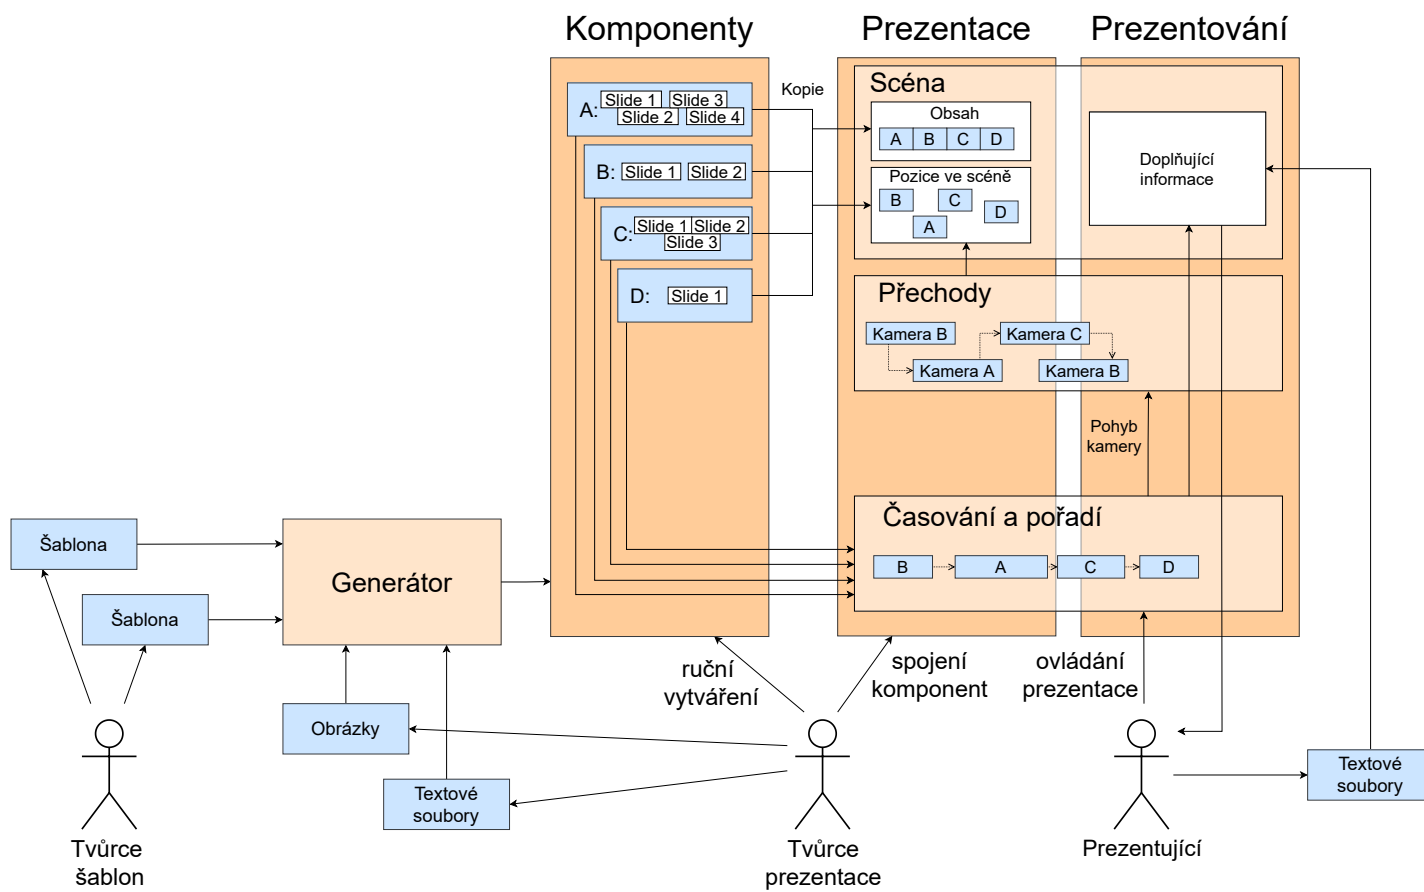 Komponenty
Prezentace
Prezentování
A:
Slide 1
Slide 3
Slide 2
Slide 4
B:
Slide 1
Slide 2
C:
Slide 1
Slide 2
Slide 3
D:
Slide 1
Kopie
Scéna
Obsah
A
B
C
D
Pozice ve scéně
B
C
D
A
Doplňující
informace
Přechody
Kamera B
Kamera C
Kamera A
Kamera B
Pohyb
kamery
Časování a pořadí
B
A
C
D
Šablona
Šablona
Generátor
ruční
vytváření
spojení
komponent
ovládání
prezentace
Obrázky
Textové
soubory
Textové
soubory
Tvůrce
šablon
Tvůrce
prezentace
Prezentující